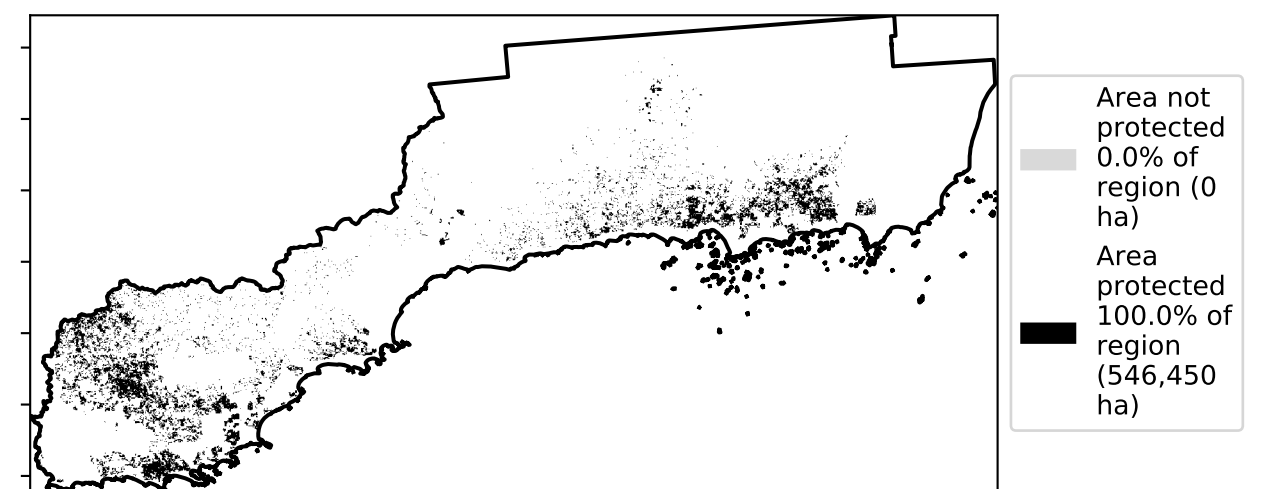 Area not
protected
0.0% of
region (0
ha)
Area
protected
100.0% of
region
(546,450
ha)